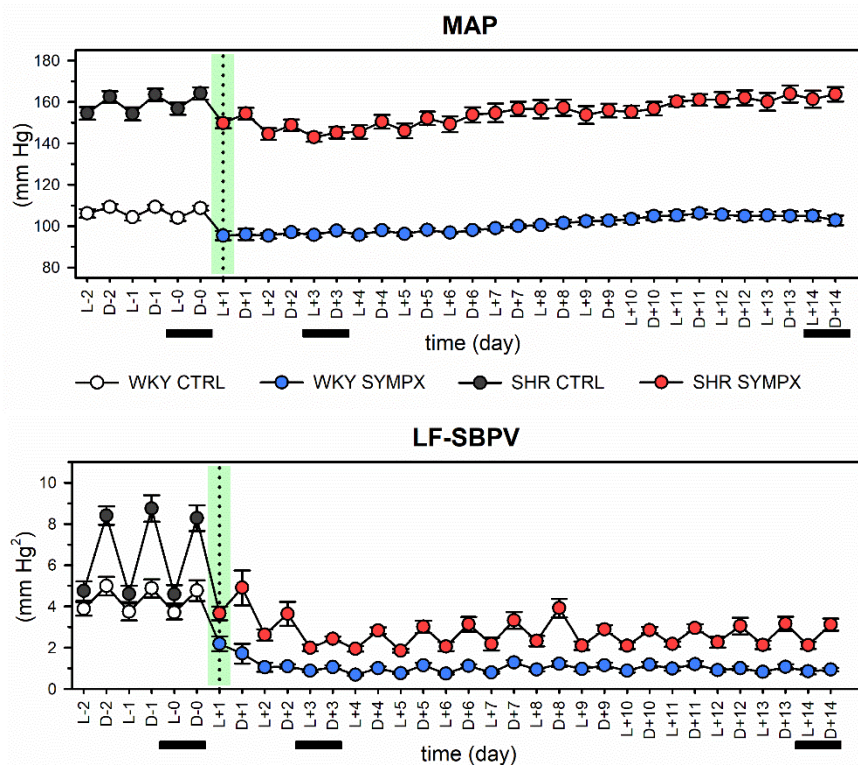 MAP
180
160
140
120
100
80
(mm Hg)
L-2 D-2 L-1 D-1 L-0 D-0 L+1 D+1 L+2 D+2 L+3 D+3 L+4 D+4 L+5 D+5 L+6 D+6 L+7 D+7 L+8 D+8 L+9 D+9 L+10 D+10 L+11 D+11 L+12 D+12 L+13 D+13 L+14 D+14
time (day)
WKY CTRL WKY SYMPX SHR CTRL SHR SYMPX
LF-SBPV
10
8
6
4
2
0
(mm Hg²)
L-2 D-2 L-1 D-1 L-0 D-0 L+1 D+1 L+2 D+2 L+3 D+3 L+4 D+4 L+5 D+5 L+6 D+6 L+7 D+7 L+8 D+8 L+9 D+9 L+10 D+10 L+11 D+11 L+12 D+12 L+13 D+13 L+14 D+14
time (day)